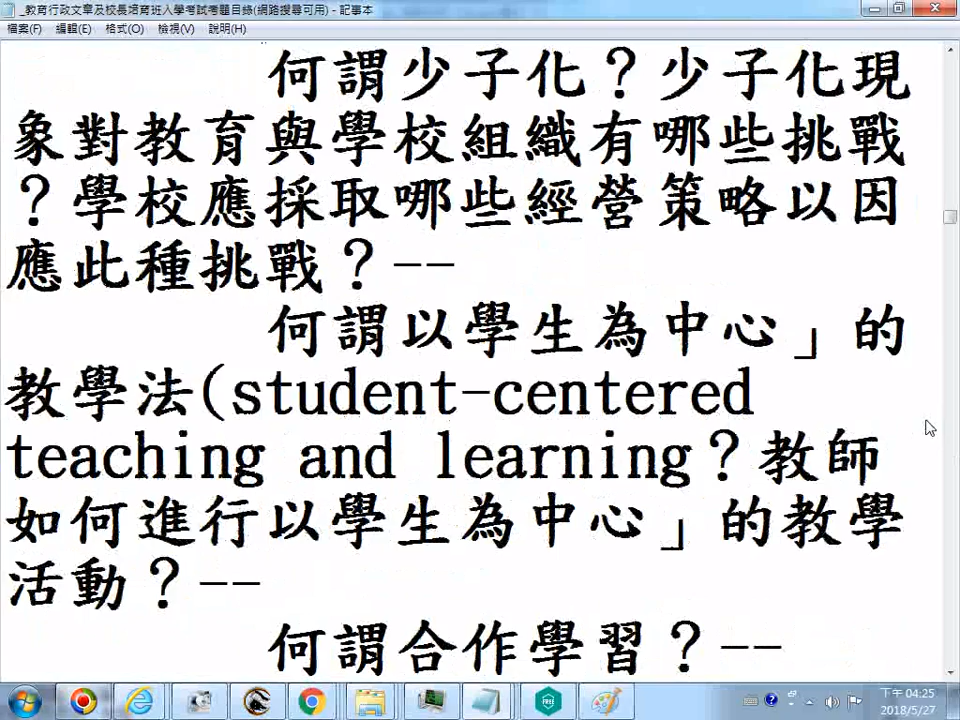 _教育行政文章及校長培育班入學考試考題目錄(網路搜尋可用) - 記事本
檔案(F) 編輯(E) 格式(O) 檢視(V) 說明(H)
何謂少子化？少子化現
象對教育與學校組織有哪些挑戰
？學校應採取哪些經營策略以因
應此種挑戰？--
何謂以學生為中心」的
教學法(student-centered
teaching and learning？教師
如何進行以學生為中心」的教學
活動？--
何謂合作學習？--
FREE
下午 04:25
2018/5/27